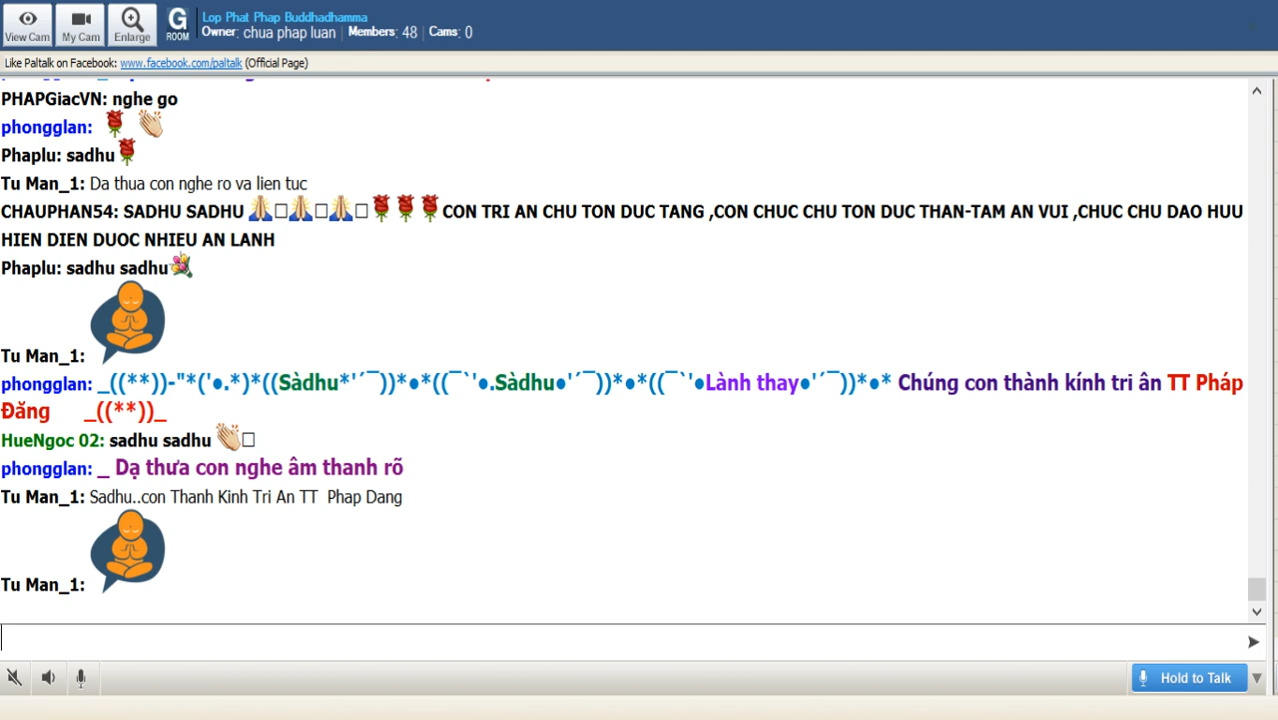 Lop Phat Phap Buddhadhamma
View Cam My Cam Enlarge G ROOM Owner: chua phap luan | Members: 48 | Cams: 0
Like Paltalk on Facebook: www.facebook.com/paltalk (Official Page)
PHAPGiacVN: nghe go
phongglan:
Phaplu: sadhu
Tu Man_1: Da thua con nghe ro va lien tuc
CHAUPHAN54: SADHU SADHU CON TRI AN CHU TON DUC TANG ,CON CHUC CHU TON DUC THAN-TAM AN VUI ,CHUC CHU DAO HUU
HIEN DIEN DUOC NHIEU AN LANH
Phaplu: sadhu sadhu
Tu Man_1:
phongglan: _((**))-"*('●.*)*((Sàdhu*'´¯))*●*((¯`'●.Sàdhu●'´¯))*●*((¯`'●Lành thay●'´¯))*●* Chúng con thành kính tri ân TT Pháp
Đăng _((**))_
HueNgoc 02: sadhu sadhu
phongglan: _ Dạ thưa con nghe âm thanh rõ
Tu Man_1: Sadhu..con Thanh Kinh Tri An TT Phap Dang
Tu Man_1:
Hold to Talk